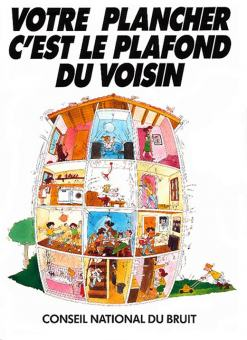 VOTRE PLANCHER
C'EST LE PLAFOND
DU VOISIN
CONSEIL NATIONAL DU BRUIT